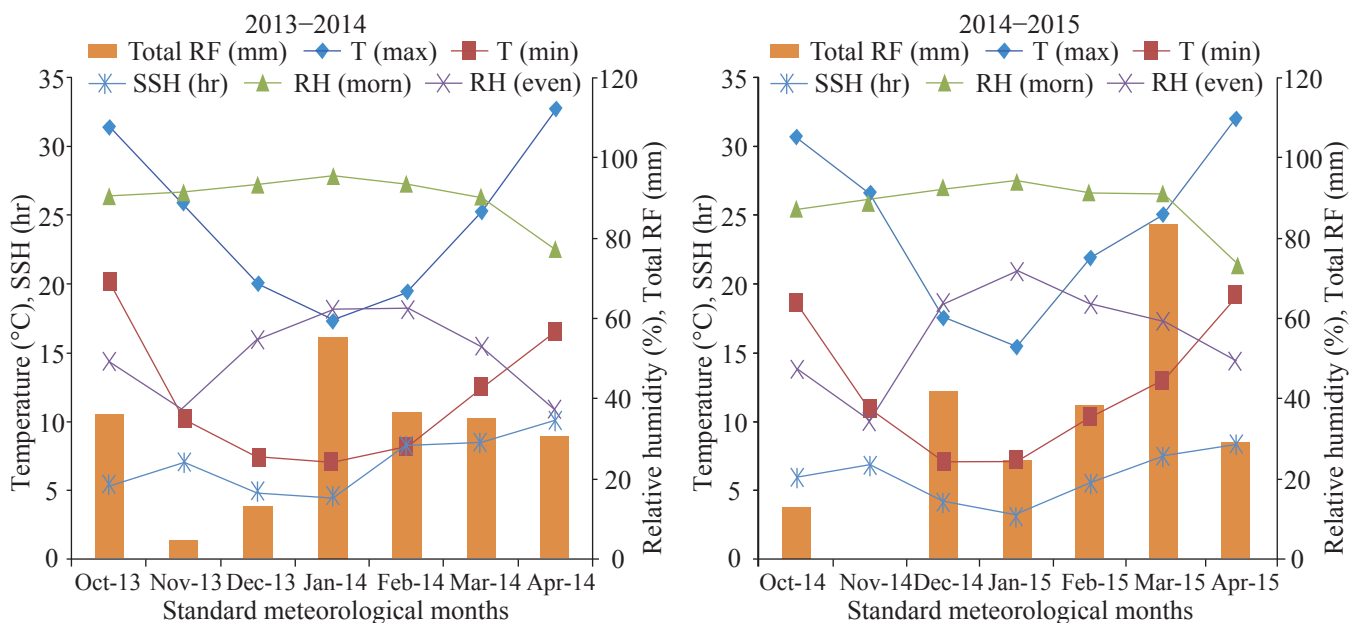 2013–2014
Total RF (mm) T (max) T (min)
SSH (hr) RH (morn) RH (even)
Temperature (°C), SSH (hr)
35
30
25
20
15
10
5
0
120
100
80
60
40
20
0
Relative humidity (%), Total RF (mm)
Oct-13 Nov-13 Dec-13 Jan-14 Feb-14 Mar-14 Apr-14
Standard meteorological months
2014–2015
Total RF (mm) T (max) T (min)
SSH (hr) RH (morn) RH (even)
Temperature (°C), SSH (hr)
35
30
25
20
15
10
5
0
120
100
80
60
40
20
0
Relative humidity (%), Total RF (mm)
Oct-14 Nov-14 Dec-14 Jan-15 Feb-15 Mar-15 Apr-15
Standard meteorological months